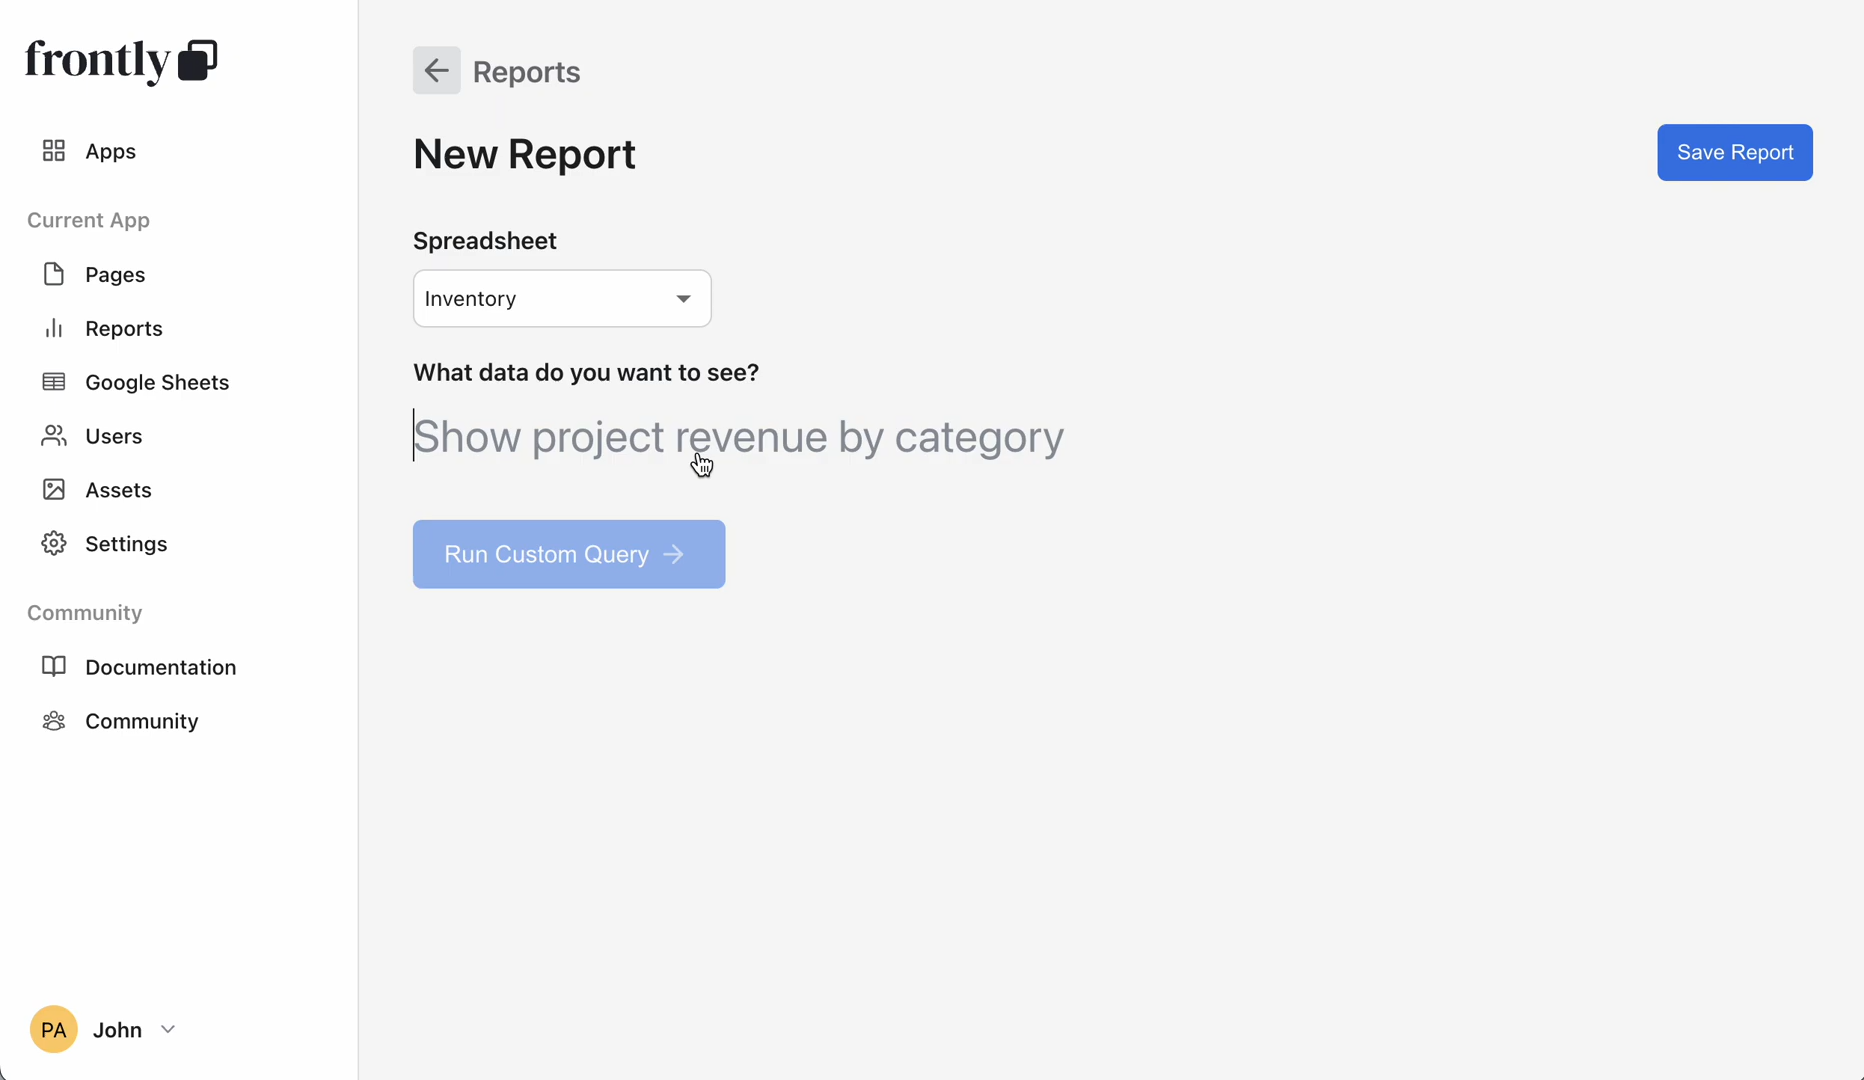 frontly
Apps
Current App
Pages
Reports
Google Sheets
Users
Assets
Settings
Community
Documentation
Community
PA
John
Reports
New Report
Save Report
Spreadsheet
Inventory
What data do you want to see?
Show project revenue by category
Run Custom Query